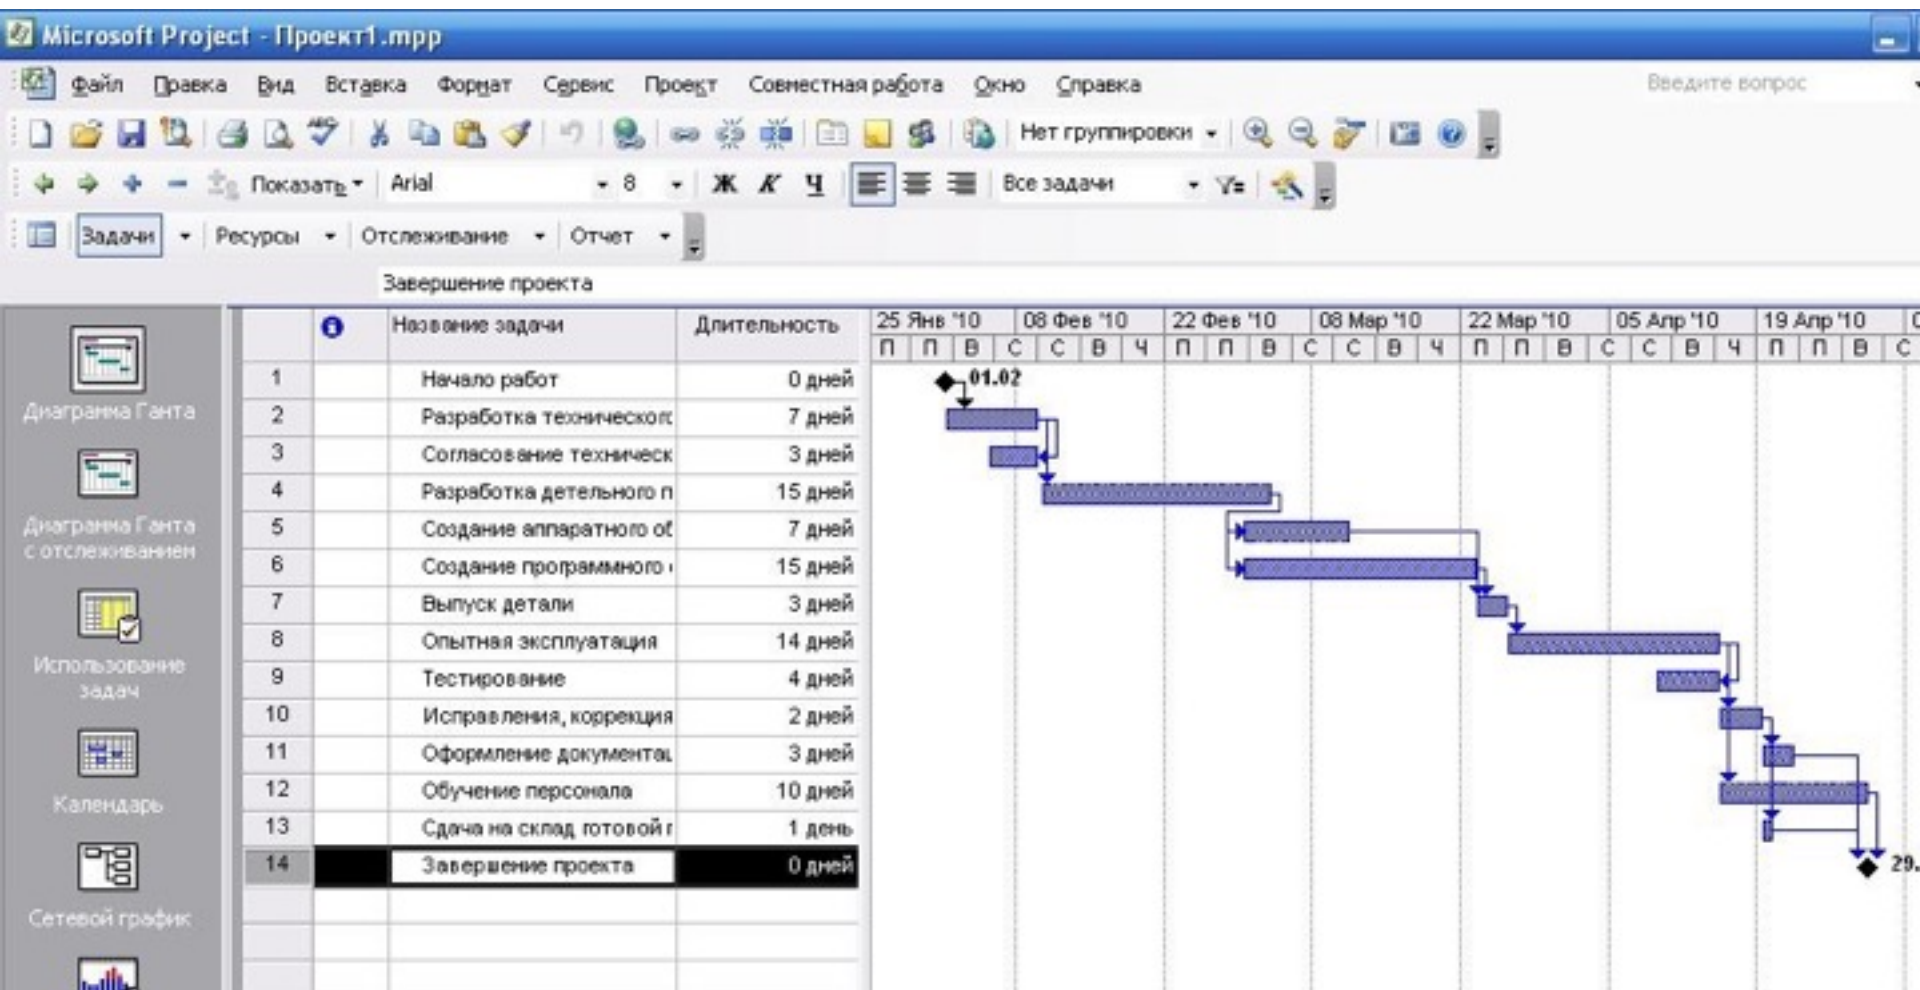 Microsoft Project - Проект1.mpp
Файл Правка Вид Вставка Формат Сервис Проект Совместная работа Окно Справка Введите вопрос
Нет группировки
Показать Arial 8 Ж К Ч Все задачи
Задачи Ресурсы Отслеживание Отчет
Завершение проекта
Название задачи Длительность 25 Янв '10 08 Фев '10 22 Фев '10 08 Мар '10 22 Мар '10 05 Апр '10 19 Апр '10 0
П П В С С В Ч П П В С С В Ч П П В С С В Ч П П В С
1 Начало работ 0 дней 01.02
2 Разработка техническогс 7 дней
3 Согласование техническ 3 дней
4 Разработка детельного п 15 дней
5 Создание аппаратного об 7 дней
6 Создание программного 15 дней
7 Выпуск детали 3 дней
8 Опытная эксплуатация 14 дней
9 Тестирование 4 дней
10 Исправления, коррекция 2 дней
11 Оформление документац 3 дней
12 Обучение персонала 10 дней
13 Сдача на склад готовой г 1 день
14 Завершение проекта 0 дней 29.
Диаграмма Ганта
Диаграмма Ганта
с отслеживанием
Использование
задач
Календарь
Сетевой график